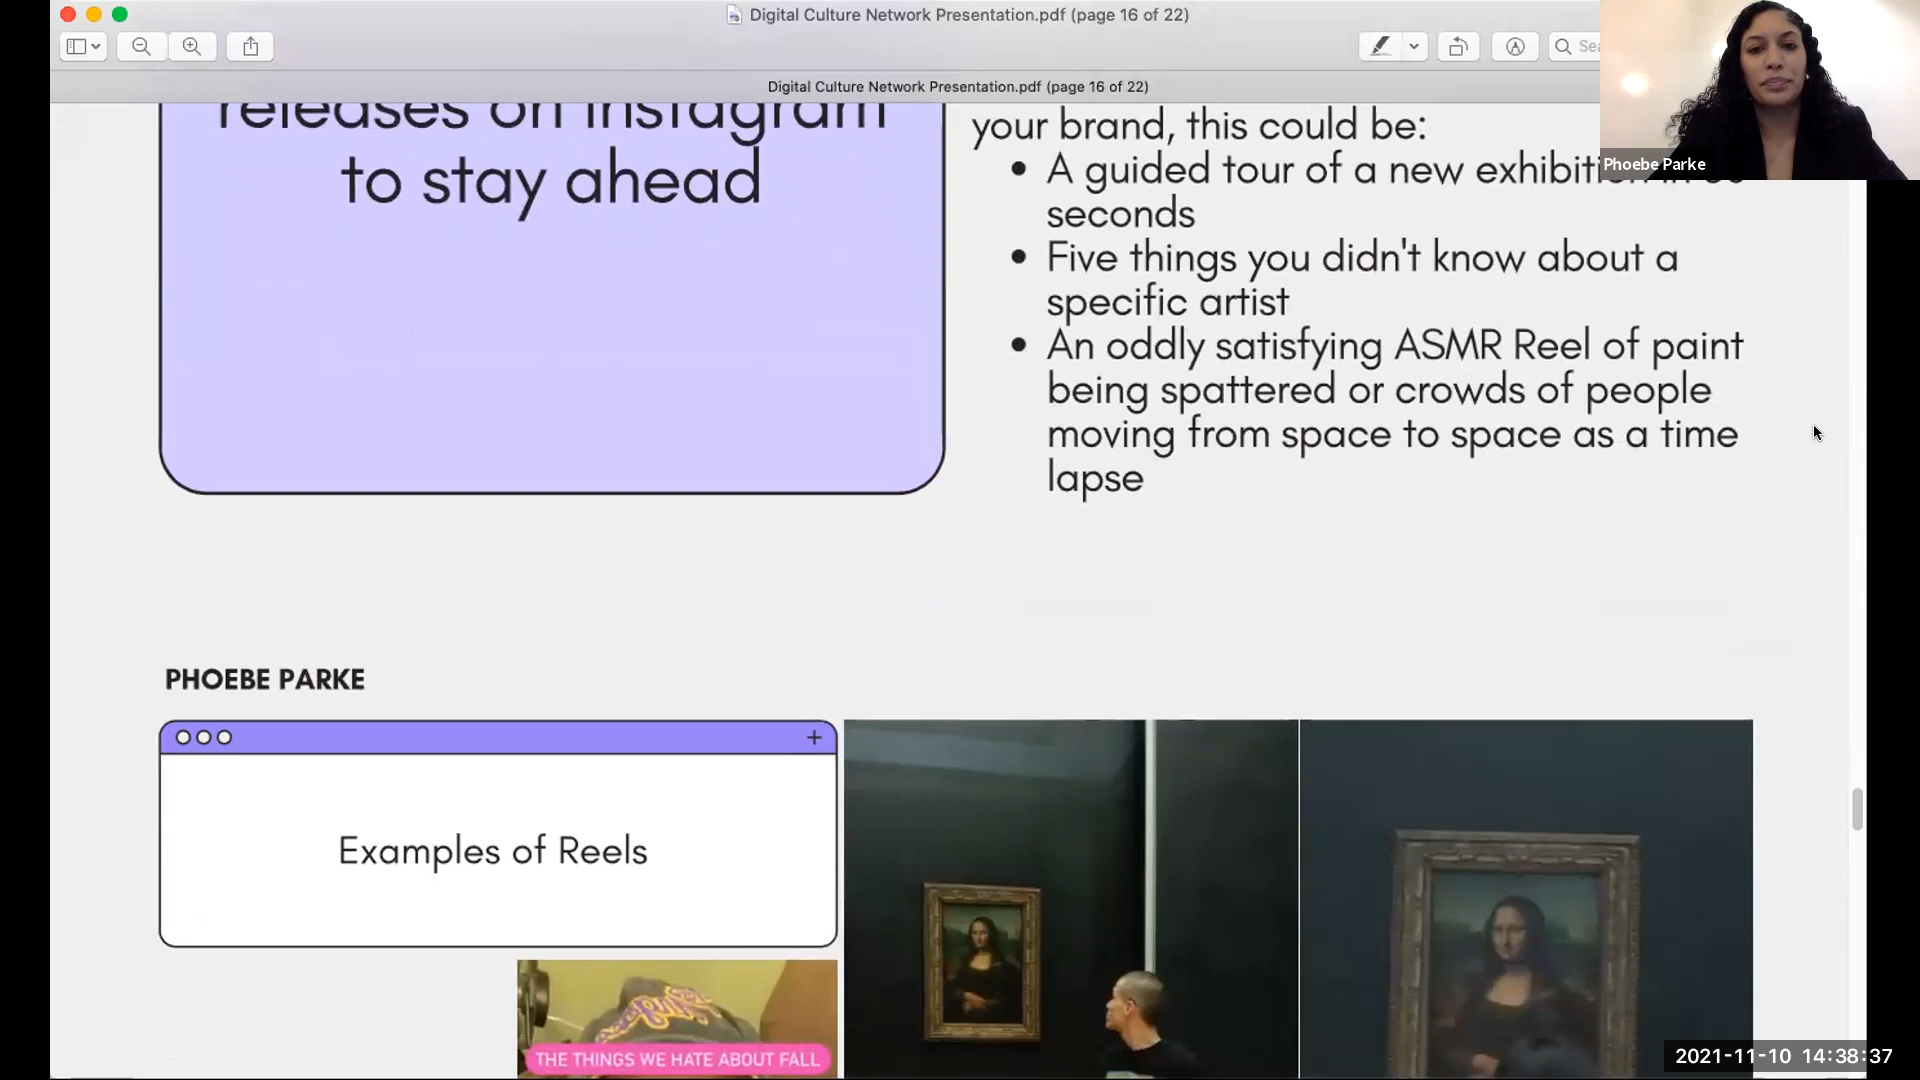 Digital Culture Network Presentation.pdf (page 16 of 22)
Digital Culture Network Presentation.pdf (page 16 of 22)
Phoebe Parke
releases on Instagram
to stay ahead
your brand, this could be:
• A guided tour of a new
seconds
• Five things you didn't know about a
specific artist
• An oddly satisfying ASMR Reel of paint
being spattered or crowds of people
moving from space to space as a time
lapse
PHOEBE PARKE
Examples of Reels
THE THINGS WE HATE ABOUT FALL
2021-11-10 14:38:37